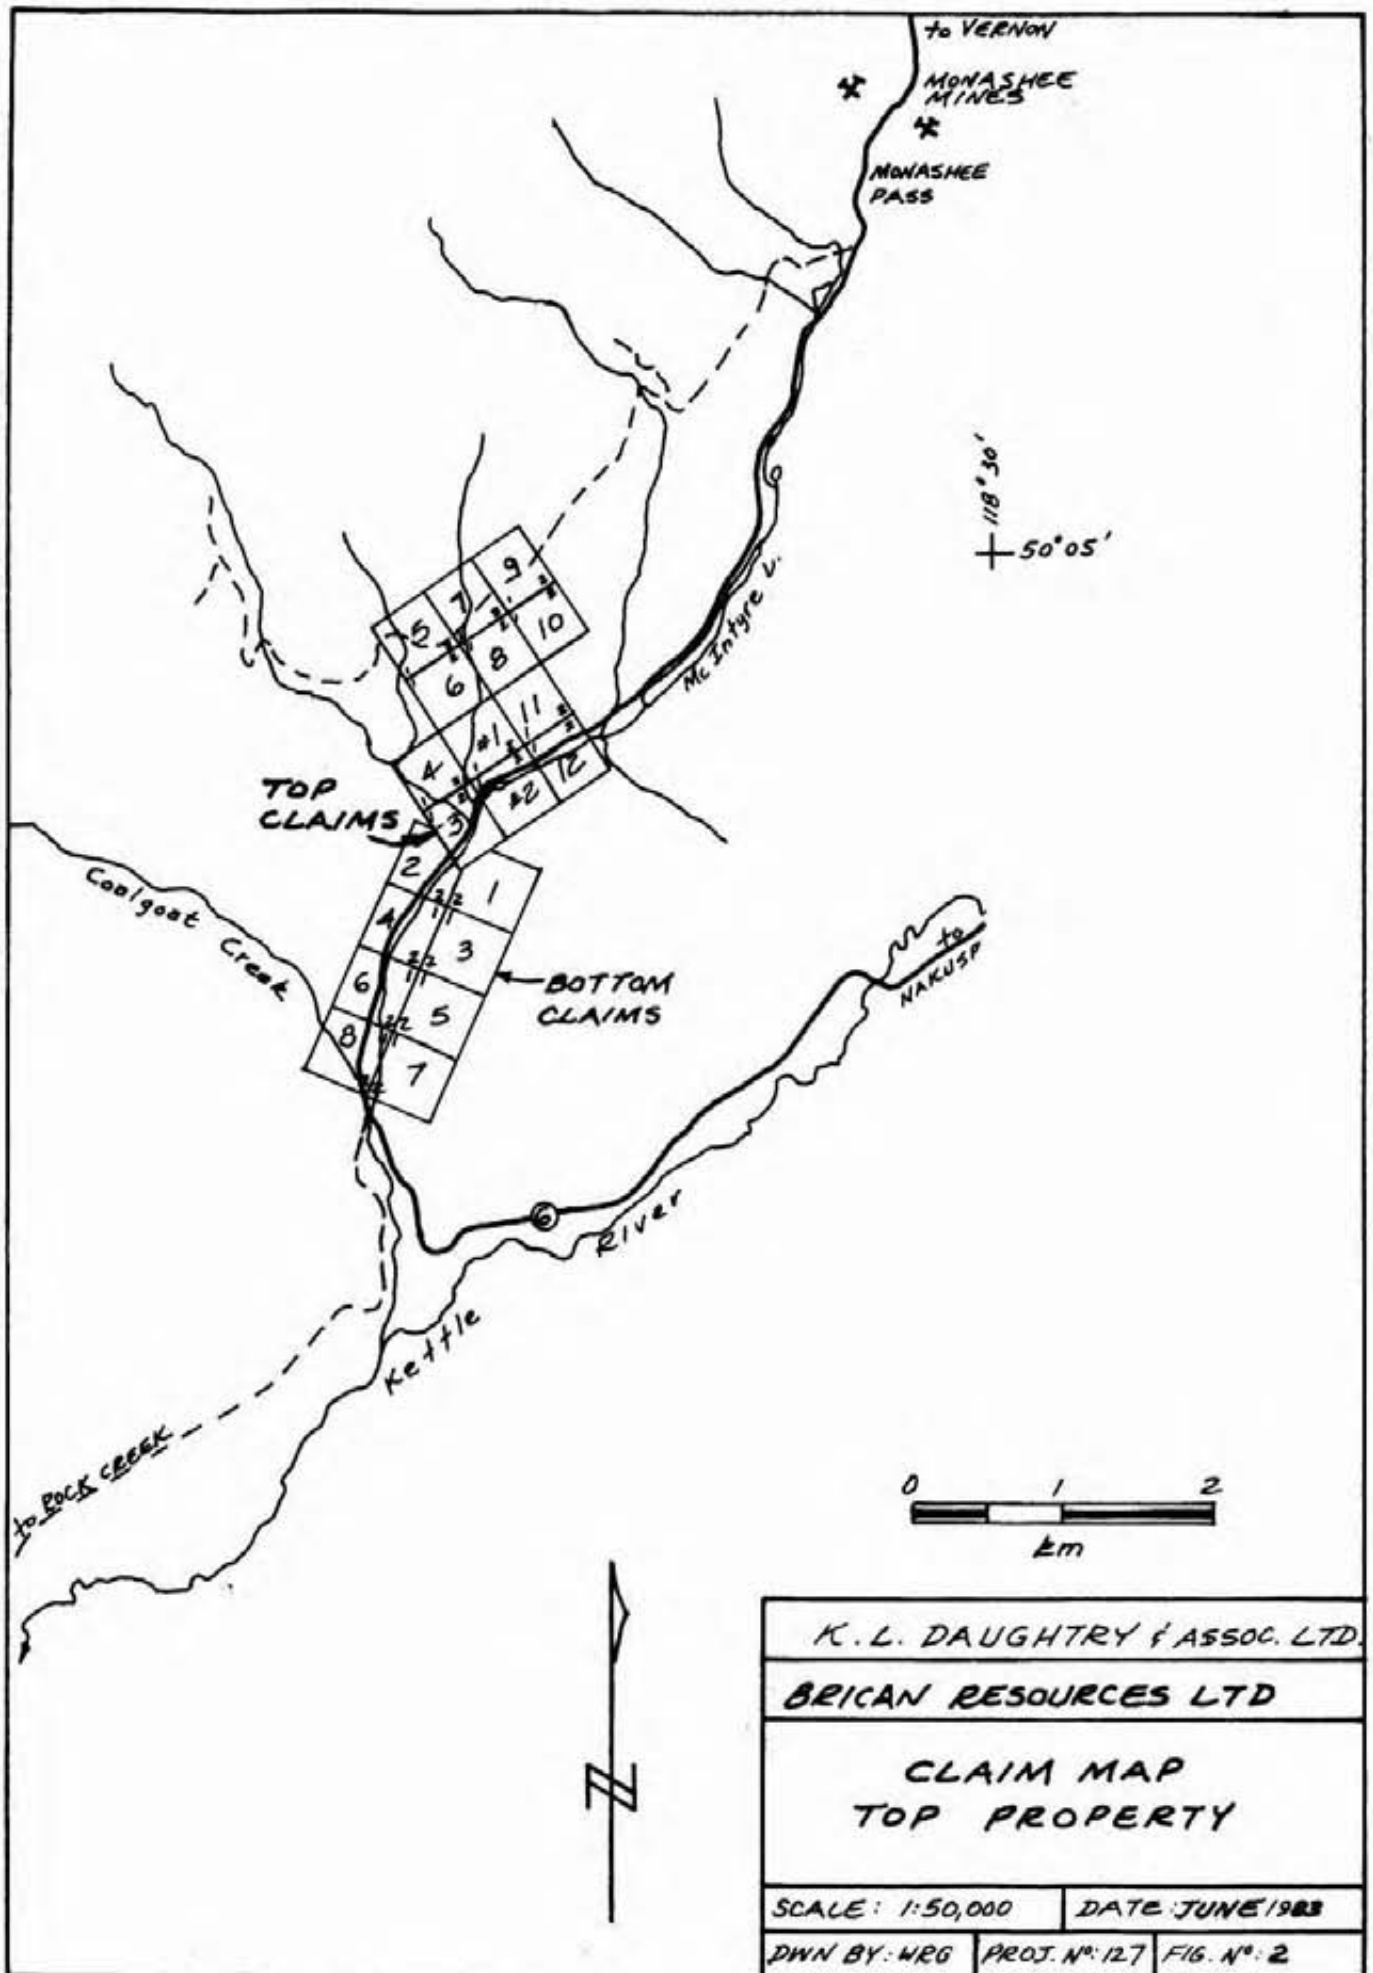 to VERNON
MONASHEE
MINES
MONASHEE
PASS
118° 30'
50° 05'
9
7
5
10
8
6
11
#1
4
12
#2
3
McIntyre
TOP
CLAIMS
2
1
4
3
6
5
8
7
Coalgoat Creek
BOTTOM
CLAIMS
to
NAKUSP
6
Kettle River
to ROCK CREEK
0 1 2
km
N
K. L. DAUGHTRY & ASSOC. LTD.
BRICAN RESOURCES LTD
CLAIM MAP
TOP PROPERTY
SCALE: 1:50,000
DATE: JUNE 1983
DWN BY: WRG
PROJ. Nº: 127
FIG. Nº: 2